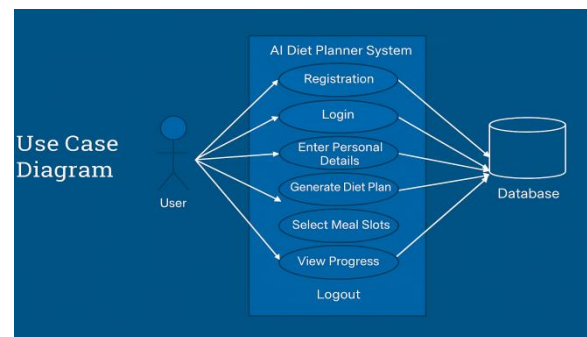 Use Case
Diagram
User
AI Diet Planner System
Registration
Login
Enter Personal
Details
Generate Diet Plan
Select Meal Slots
View Progress
Logout
Database